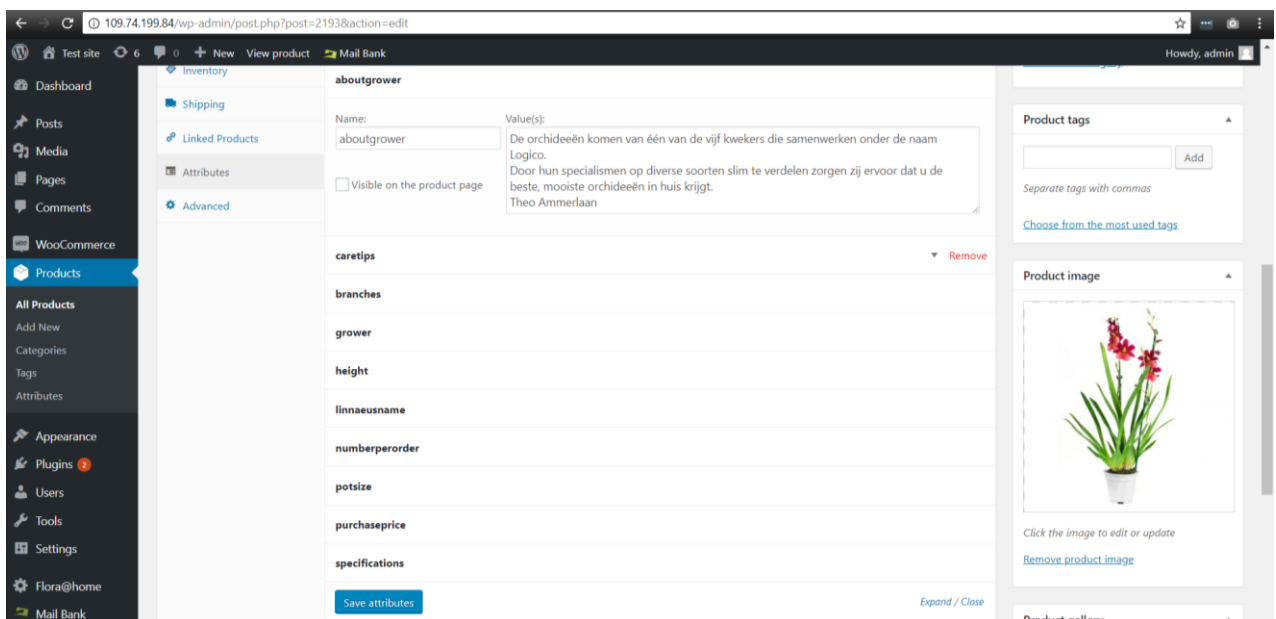 109.74.199.84/wp-admin/post.php?post=2193&action=edit
Test site 6 0 + New View product Mail Bank Howdy, admin
Dashboard
Posts
Media
Pages
Comments
WooCommerce
Products
All Products
Add New
Categories
Tags
Attributes
Appearance
Plugins 2
Users
Tools
Settings
Flora@home
Mail Bank
Inventory
Shipping
Linked Products
Attributes
Advanced
aboutgrower
Name:
aboutgrower
Visible on the product page
Value(s):
De orchideeën komen van één van de vijf kwekers die samenwerken onder de naam
Logico.
Door hun specialismen op diverse soorten slim te verdelen zorgen zij ervoor dat u de
beste, mooiste orchideeën in huis krijgt.
Theo Ammerlaan
caretips Remove
branches
grower
height
linnaeusname
numberperorder
potsize
purchaseprice
specifications
Save attributes Expand / Close
Product tags
Add
Separate tags with commas
Choose from the most used tags
Product image
Click the image to edit or update
Remove product image